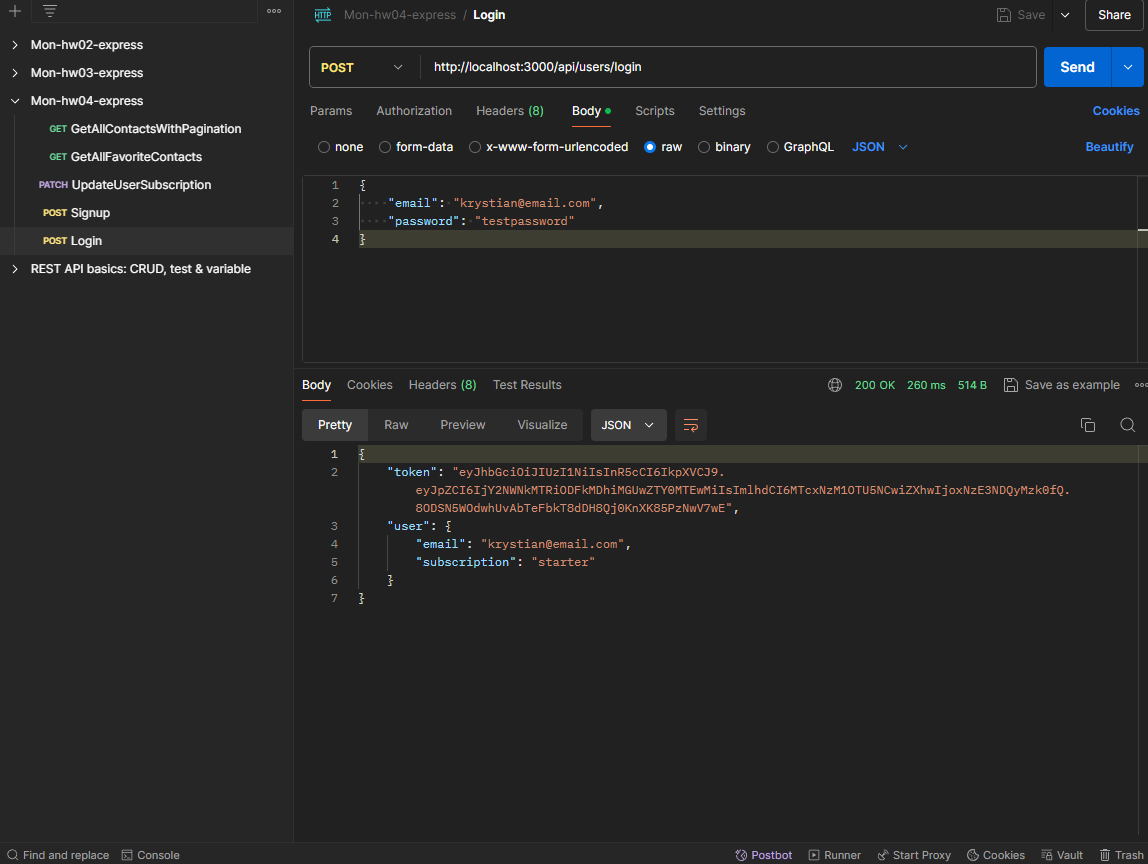 Mon-hw04-express / Login
Save
Share
Mon-hw02-express
Mon-hw03-express
Mon-hw04-express
GET GetAllContactsWithPagination
GET GetAllFavoriteContacts
PATCH UpdateUserSubscription
POST Signup
POST Login
REST API basics: CRUD, test & variable
POST
http://localhost:3000/api/users/login
Send
Params Authorization Headers (8) Body Scripts Settings Cookies
none form-data x-www-form-urlencoded raw binary GraphQL JSON Beautify
1 {
2 "email": "krystian@email.com",
3 "password": "testpassword"
4 }
Body Cookies Headers (8) Test Results 200 OK 260 ms 514 B Save as example
Pretty Raw Preview Visualize JSON
1 {
2 "token": "eyJhbGciOiJIUzI1NiIsInR5cCI6IkpXVCJ9.
eyJpZCI6IjY2NWNkMTRiODFkMDhiMGUwZTY0MTEwMiIsImlhdCI6MTcxNzM1OTU5NCwiZXhwIjoxNzE3NDQyMzk0fQ.
8ODSN5WOdwhUvAbTeFbkT8dDH8Qj0KnXK85PzNwV7wE",
3 "user": {
4 "email": "krystian@email.com",
5 "subscription": "starter"
6 }
7 }
Find and replace Console Postbot Runner Start Proxy Cookies Vault Trash